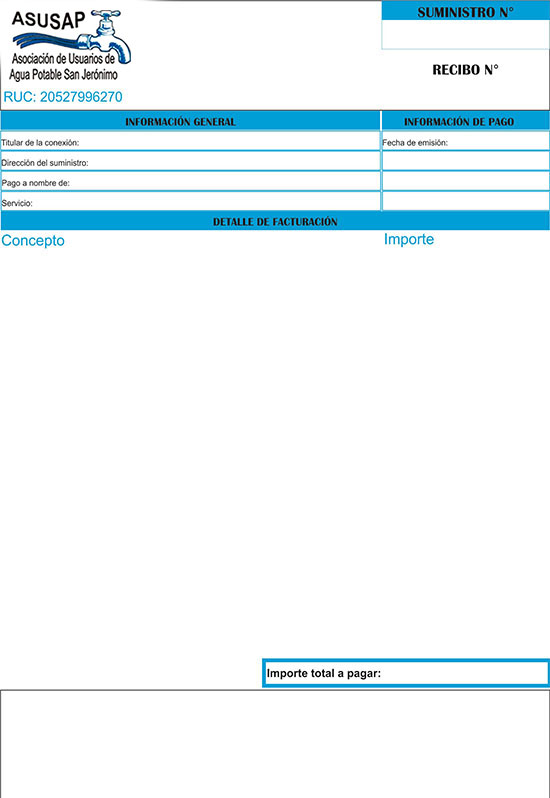 ASUSAP
Asociación de Usuarios de
Agua Potable San Jerónimo
RUC: 20527996270
SUMINISTRO N°
RECIBO N°
INFORMACIÓN GENERAL
INFORMACIÓN DE PAGO
Titular de la conexión:
Fecha de emisión:
Dirección del suministro:
Pago a nombre de:
Servicio:
DETALLE DE FACTURACIÓN
Concepto
Importe
Importe total a pagar: